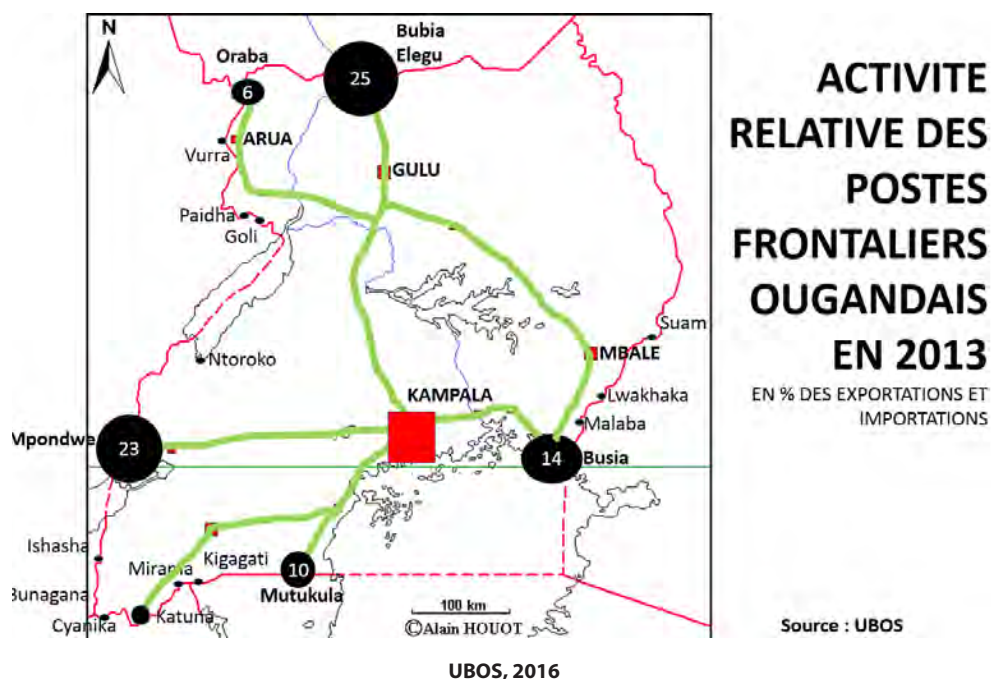 N
Oraba
Bubia
Elegu
25
6
ARUA
Vurra
GULU
Paidha
Goli
Suam
Ntoroko
MBALE
KAMPALA
Lwakhaka
Malaba
Mpondwe
23
14
Busia
Ishasha
Mirama
Kigagati
10
Bunagana
Mutukula
Katuna
Cyanika
100 km
©Alain HOUOT
ACTIVITE
RELATIVE DES
POSTES
FRONTALIERS
OUGANDAIS
EN 2013
EN % DES EXPORTATIONS ET
IMPORTATIONS
Source : UBOS
UBOS, 2016